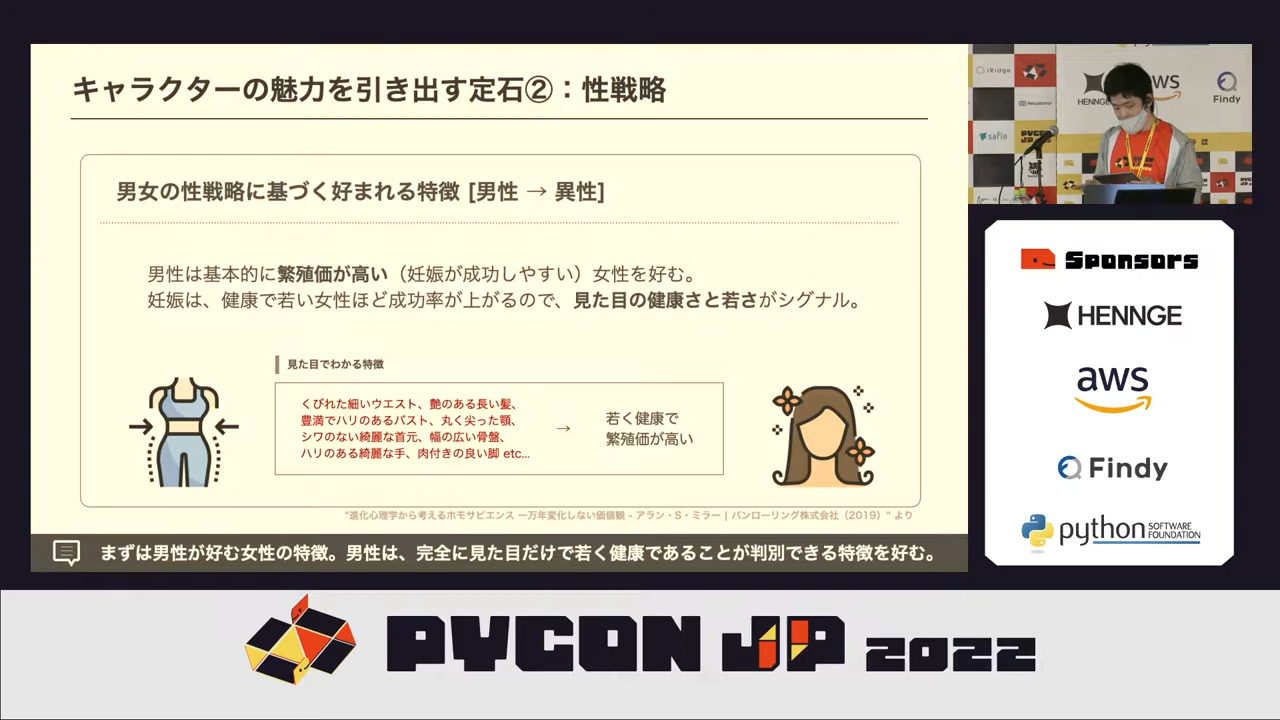 キャラクターの魅力を引き出す定石②：性戦略
男女の性戦略に基づく好まれる特徴 [男性 → 異性]
男性は基本的に繁殖価が高い（妊娠が成功しやすい）女性を好む。
妊娠は、健康で若い女性ほど成功率が上がるので、見た目の健康さと若さがシグナル。
見た目でわかる特徴
くびれた細いウエスト、艶のある長い髪、
豊満でハリのあるバスト、丸く尖った顎、
シワのない綺麗な首元、幅の広い骨盤、
ハリのある綺麗な手、肉付きの良い脚 etc...
→
若く健康で
繁殖価が高い
“進化心理学から考えるホモサピエンス 一万年変化しない価値観 - アラン・S・ミラー | パンローリング株式会社（2019）“ より
まずは男性が好む女性の特徴。男性は、完全に見た目だけで若く健康であることが判別できる特徴を好む。
iRidge
HENNGE
aws
Findy
safie
PYCON
JP
Sponsors
HENNGE
aws
Findy
python SOFTWARE FOUNDATION
PYCON JP 2022